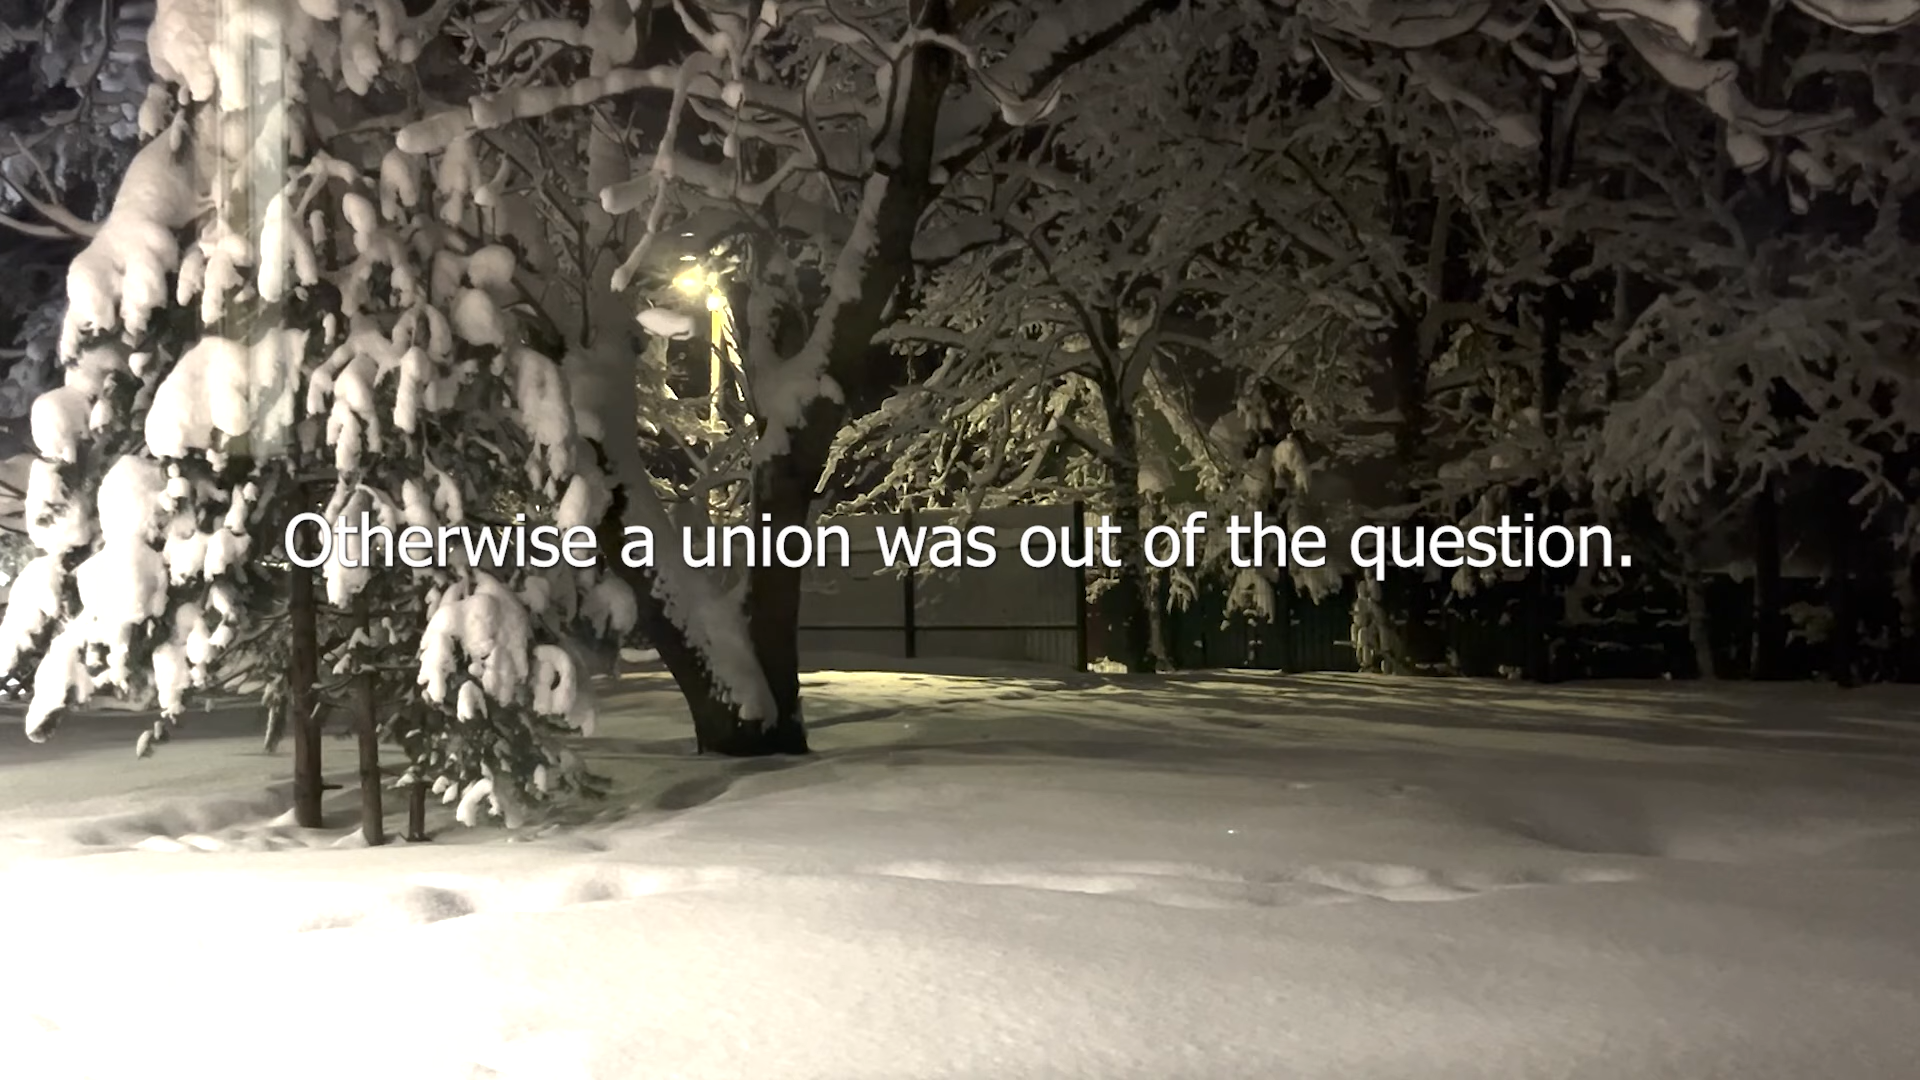 Otherwise a union was out of the question.